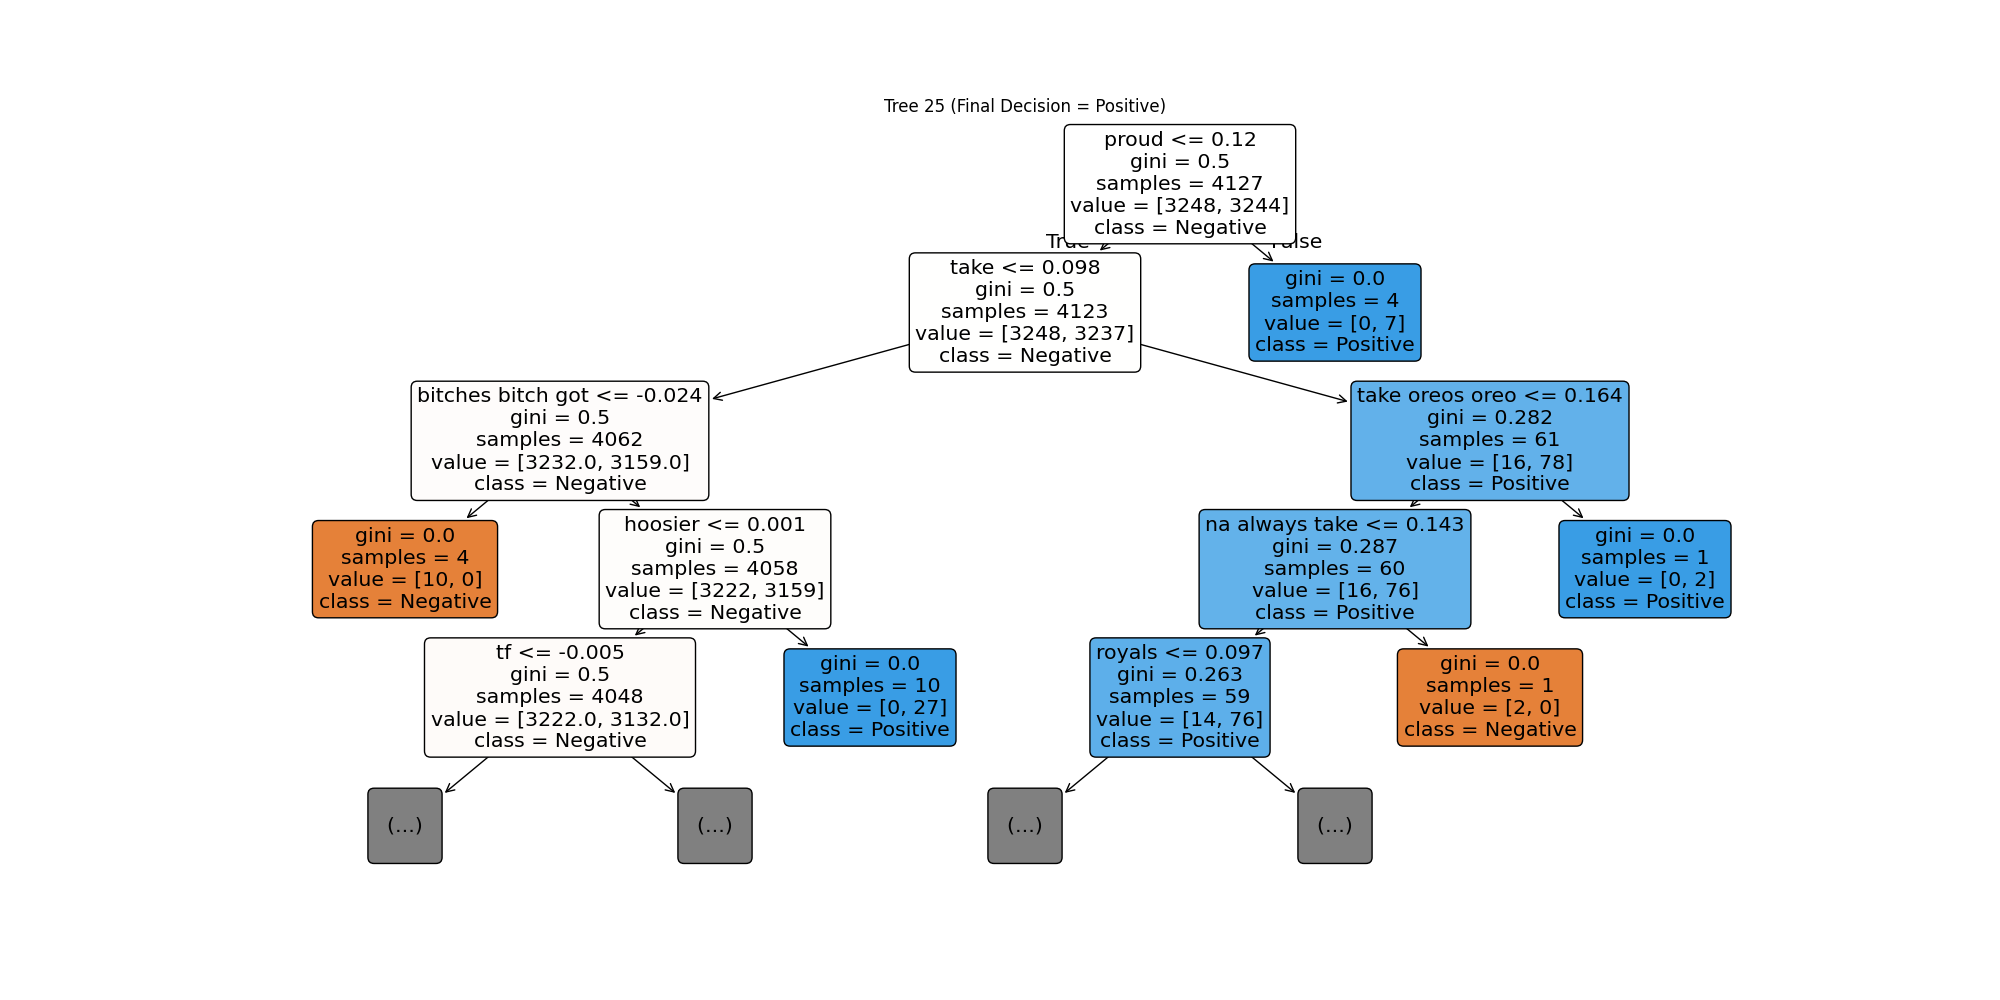 Tree 25 (Final Decision = Positive)
proud <= 0.12
gini = 0.5
samples = 4127
value = [3248, 3244]
class = Negative
True
False
take <= 0.098
gini = 0.5
samples = 4123
value = [3248, 3237]
class = Negative
gini = 0.0
samples = 4
value = [0, 7]
class = Positive
bitches bitch got <= -0.024
gini = 0.5
samples = 4062
value = [3232.0, 3159.0]
class = Negative
take oreos oreo <= 0.164
gini = 0.282
samples = 61
value = [16, 78]
class = Positive
gini = 0.0
samples = 4
value = [10, 0]
class = Negative
hoosier <= 0.001
gini = 0.5
samples = 4058
value = [3222, 3159]
class = Negative
na always take <= 0.143
gini = 0.287
samples = 60
value = [16, 76]
class = Positive
gini = 0.0
samples = 1
value = [0, 2]
class = Positive
tf <= -0.005
gini = 0.5
samples = 4048
value = [3222.0, 3132.0]
class = Negative
gini = 0.0
samples = 10
value = [0, 27]
class = Positive
royals <= 0.097
gini = 0.263
samples = 59
value = [14, 76]
class = Positive
gini = 0.0
samples = 1
value = [2, 0]
class = Negative
(...)
(...)
(...)
(...)